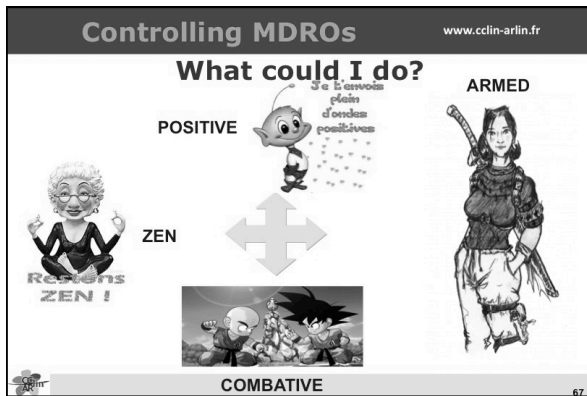 Controlling MDROs
www.cclin-arlin.fr
What could I do?
Je t'envois
plein
d'ondes
positives
POSITIVE
ARMED
ZEN
Restons
ZEN !
COMBATIVE
67